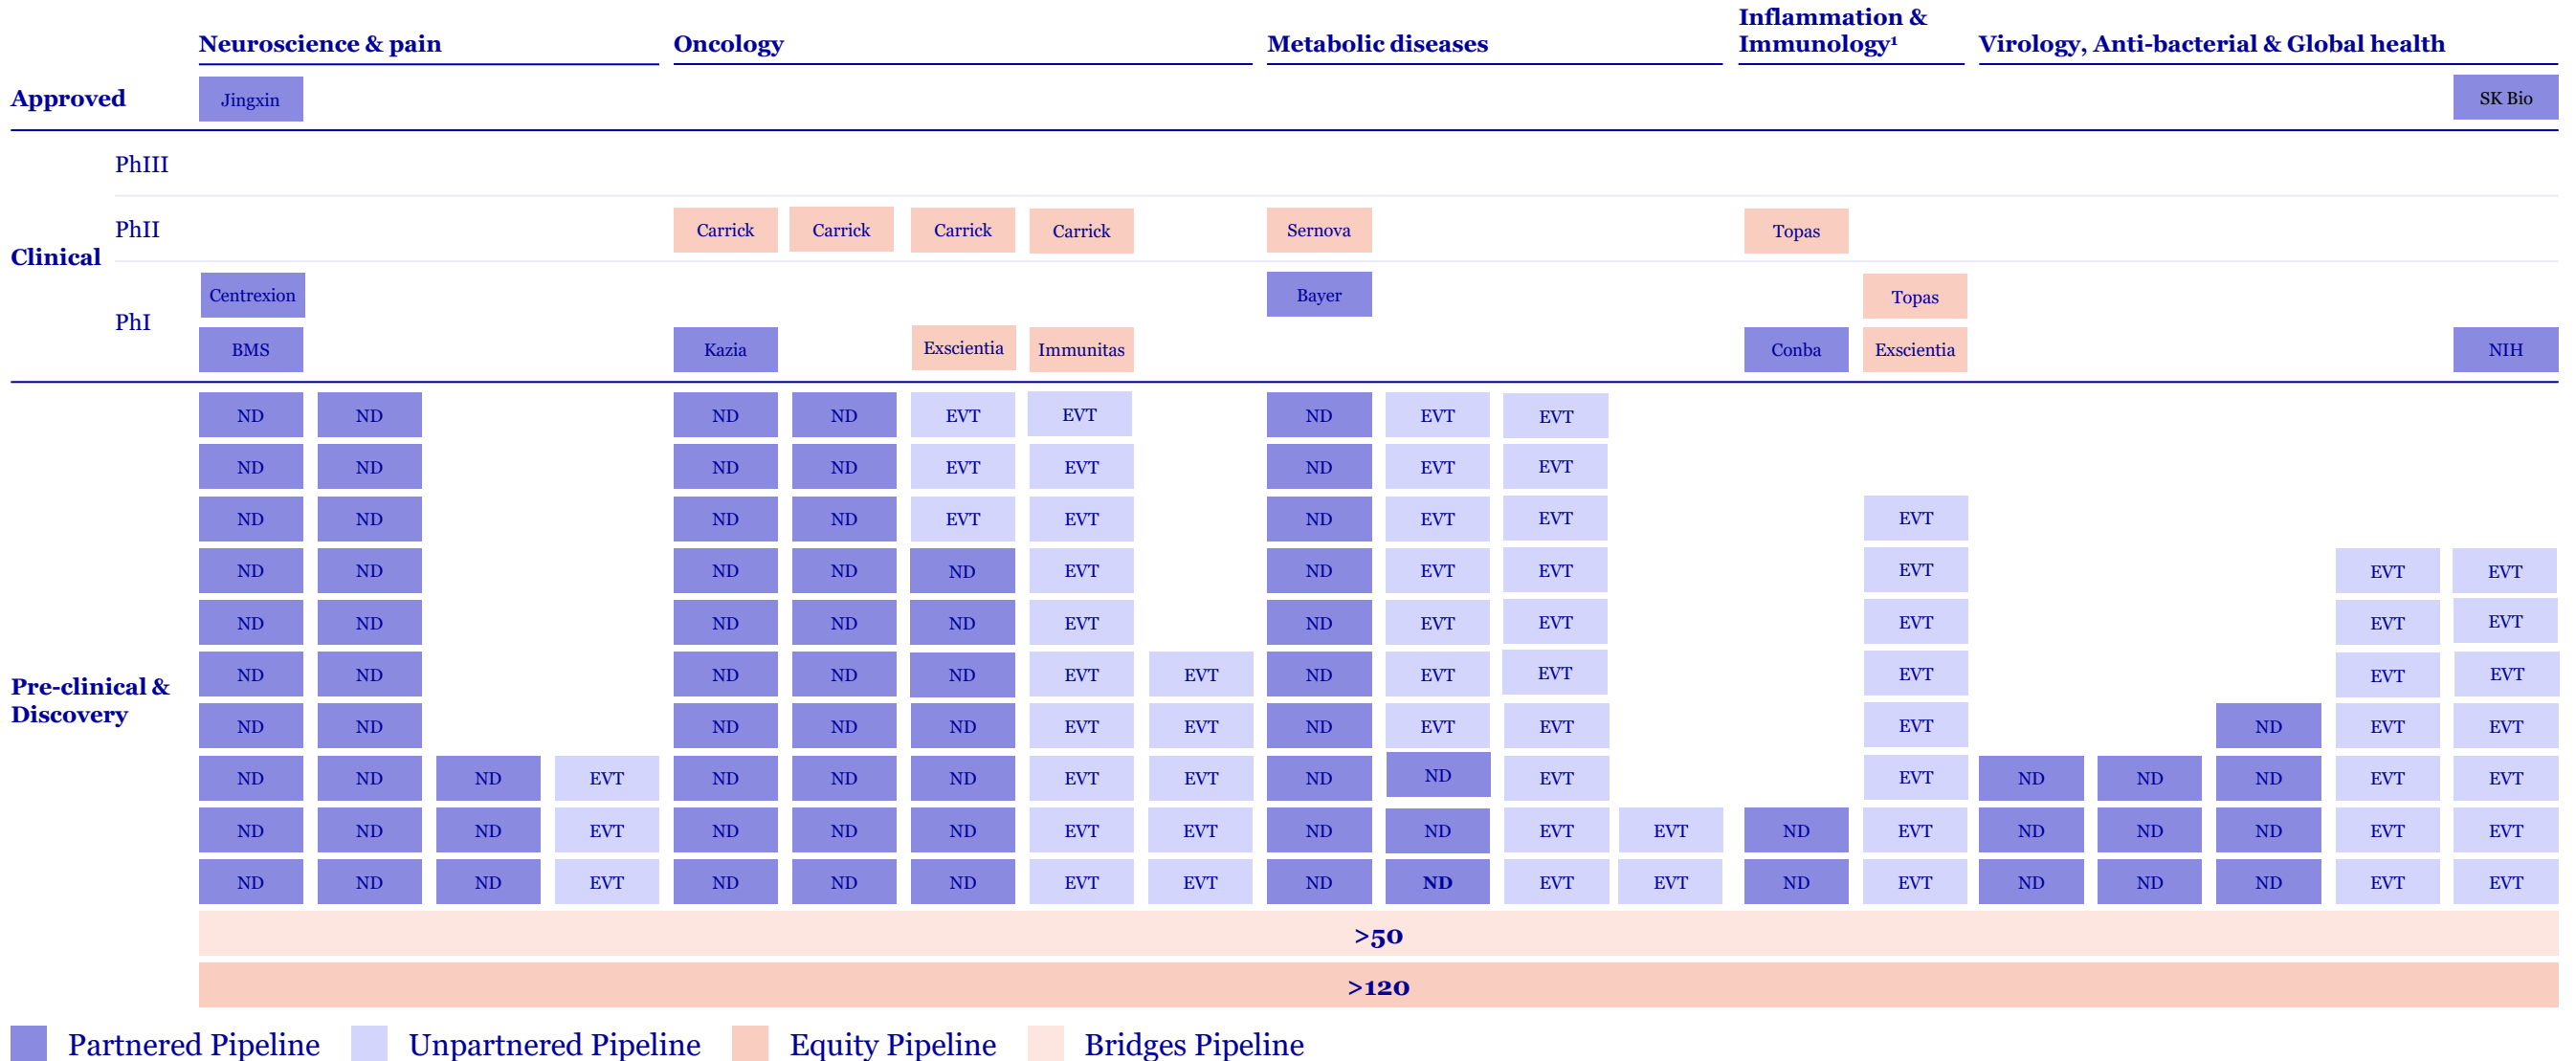 Neuroscience & pain Oncology Metabolic diseases Inflammation & Immunology¹ Virology, Anti-bacterial & Global health
Approved Jingxin SK Bio
PhIII
Clinical
PhII Carrick Carrick Carrick Carrick Sernova Topas
PhI
Centrexion Bayer Topas
BMS Kazia Exscientia Immunitas Conba Exscientia NIH
Pre-clinical & Discovery
ND ND ND ND EVT EVT ND EVT EVT
ND ND ND ND EVT EVT ND EVT EVT
ND ND ND ND EVT EVT ND EVT EVT EVT
ND ND ND ND ND EVT ND EVT EVT EVT EVT EVT
ND ND ND ND ND EVT ND EVT EVT EVT EVT EVT
ND ND ND ND ND EVT EVT ND EVT EVT EVT EVT EVT
ND ND ND ND ND EVT EVT ND EVT EVT EVT ND EVT EVT
ND ND ND EVT ND ND ND EVT EVT ND ND EVT EVT ND ND ND EVT EVT
ND ND ND EVT ND ND ND EVT EVT ND ND EVT EVT ND EVT ND ND ND EVT EVT
ND ND ND EVT ND ND ND EVT EVT ND ND EVT EVT ND EVT ND ND ND EVT EVT
>50
>120
Partnered Pipeline Unpartnered Pipeline Equity Pipeline Bridges Pipeline